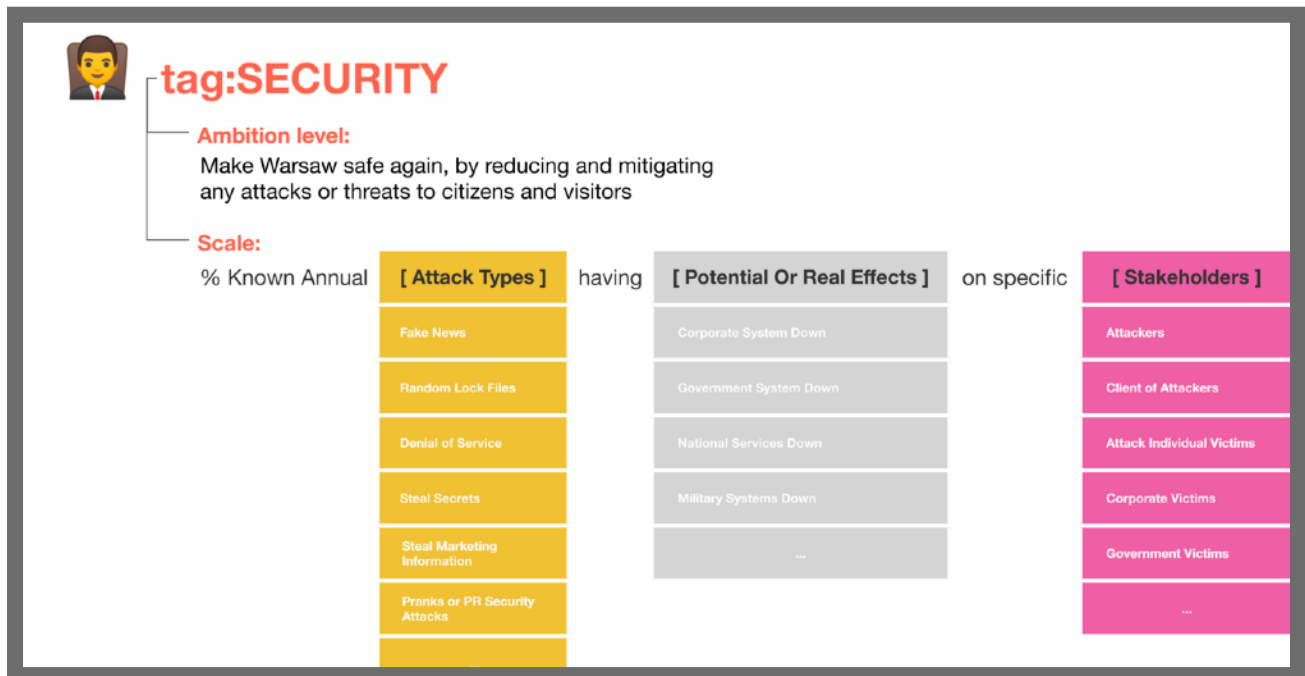 tag:SECURITY
Ambition level:
Make Warsaw safe again, by reducing and mitigating
any attacks or threats to citizens and visitors
Scale:
% Known Annual [ Attack Types ] having [ Potential Or Real Effects ] on specific [ Stakeholders ]
Fake News
Random Lock Files
Denial of Service
Steal Secrets
Steal Marketing
Information
Pranks or PR Security
Attacks
...
Corporate System Down
Government System Down
National Services Down
Military Systems Down
...
Attackers
Client of Attackers
Attack Individual Victims
Corporate Victims
Government Victims
...